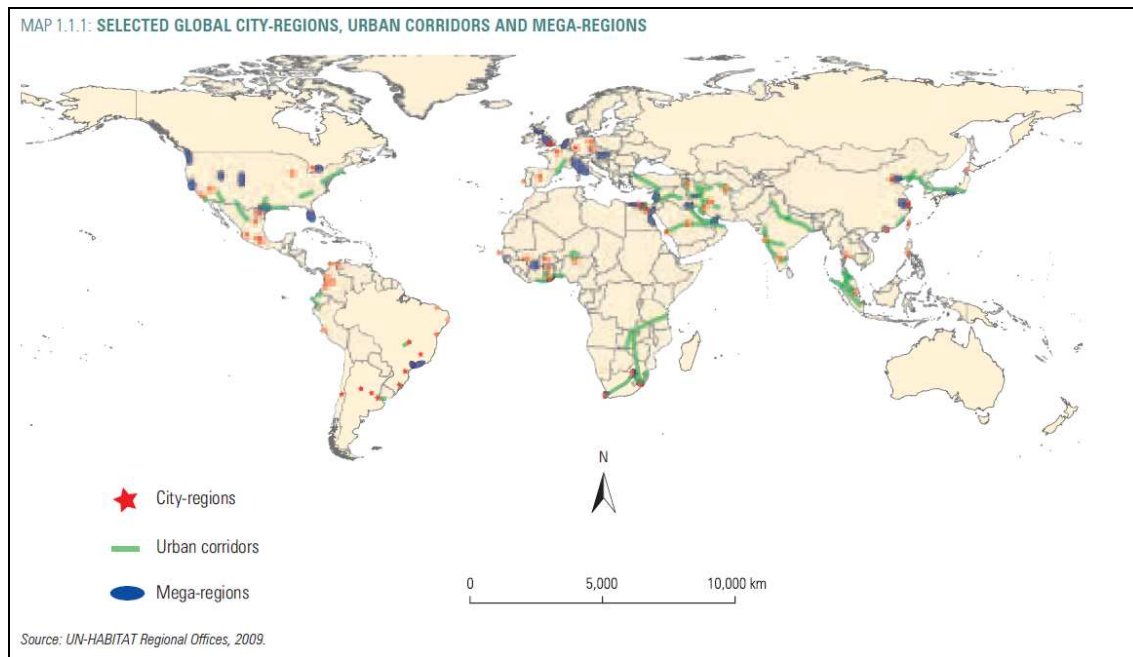 MAP 1.1.1: SELECTED GLOBAL CITY-REGIONS, URBAN CORRIDORS AND MEGA-REGIONS
N
City-regions
Urban corridors
Mega-regions
0 5,000 10,000 km
Source: UN-HABITAT Regional Offices, 2009.